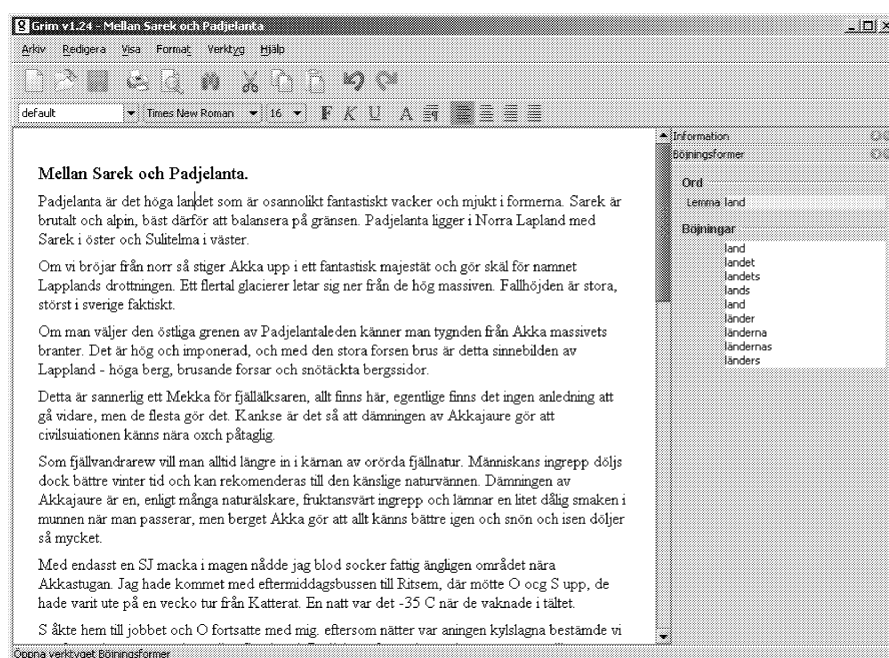 Grim v1.24 - Mellan Sarek och Padjelanta
Arkiv Redigera Visa Format Verktyg Hjälp
default Times New Roman 16 F K U A
Information
Böjningsformer
Ord
Lemma land
Böjningar
land
landet
landets
lands
land
länder
länderna
ländernas
länders
Mellan Sarek och Padjelanta.
Padjelanta är det höga landet som är osannolikt fantastiskt vacker och mjukt i formerna. Sarek är
brutalt och alpin, bäst därför att balansera på gränsen. Padjelanta ligger i Norra Lapland med
Sarek i öster och Sulitelma i väster.
Om vi bröjar från norr så stiger Akka upp i ett fantastisk majestät och gör skäl för namnet
Lapplands drottningen. Ett flertal glacierer letar sig ner från de hög massiven. Fallhöjden är stora,
störst i sverige faktiskt.
Om man väljer den östliga grenen av Padjelantaleden känner man tygnden från Akka massivets
branter. Det är hög och imponerad, och med den stora forsen brus är detta sinnebilden av
Lappland - höga berg, brusande forsar och snötäckta bergssidor.
Detta är sannerlig ett Mekka för fjällälksaren, allt finns här, egentlige finns det ingen anledning att
gå vidare, men de flesta gör det. Kankse är det så att dämningen av Akkajaure gör att
civilsuiationen känns nära oxch påtaglig.
Som fjällvandrarew vill man alltid längre in i kärnan av orörda fjällnatur. Människans ingrepp döljs
dock bättre vinter tid och kan rekomenderas till den känslige naturvännen. Dämningen av
Akkajaure är en, enligt många naturälskare, fruktansvärt ingrepp och lämnar en litet dålig smaken i
munnen när man passerar, men berget Akka gör att allt känns bättre igen och snön och isen döljer
så mycket.
Med endasst en SJ macka i magen nådde jag blod socker fattig ängligen området nära
Akkastugan. Jag hade kommet med eftermiddagsbussen till Ritsem, där mötte O ocg S upp, de
hade varit ute på en vecko tur från Katterat. En natt var det -35 C när de vaknade i tältet.
S åkte hem till jobbet och O fortsatte med mig. eftersom nätter var aningen kylslagna bestämde vi
Öppna verktyget Böjningsformer